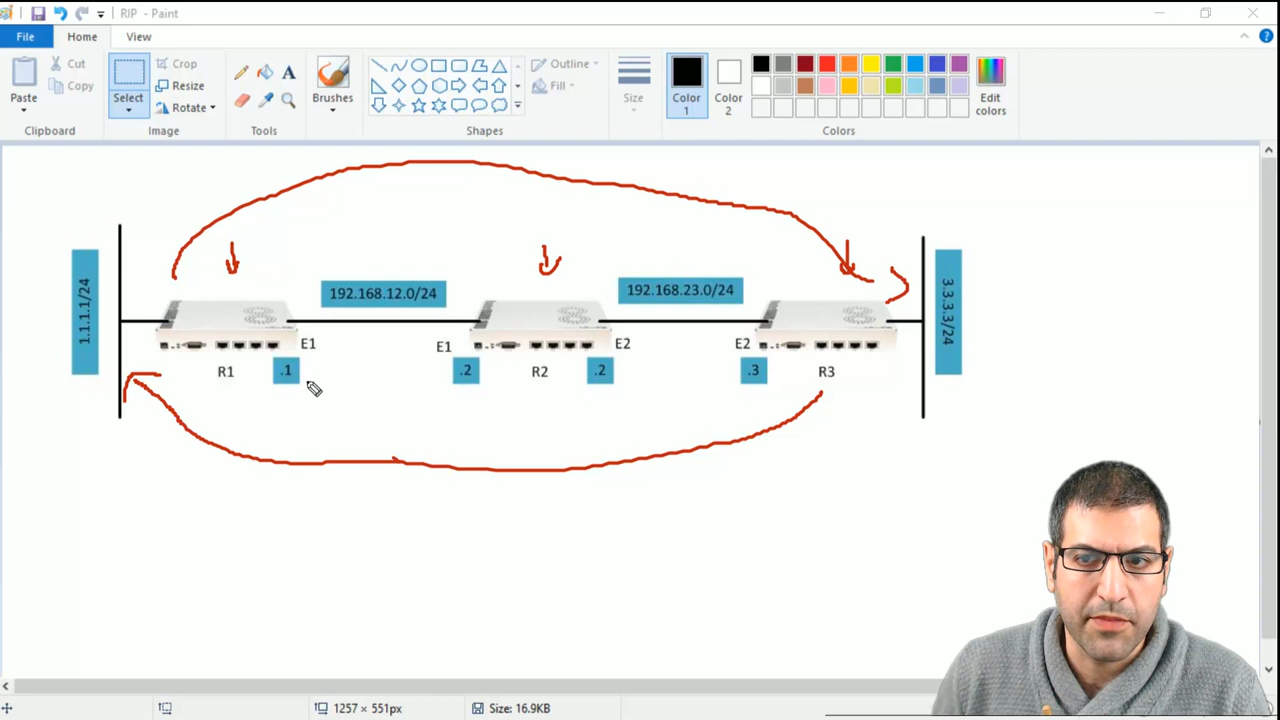 RIP - Paint
File
Home
View
Paste
Cut
Copy
Clipboard
Select
Crop
Resize
Rotate
Image
A
Tools
Brushes
Outline
Fill
Shapes
Size
Color
1
Color
2
Edit
colors
Colors
1.1.1.1/24
192.168.12.0/24
192.168.23.0/24
3.3.3.3/24
E1
E1
E2
E2
R1
.1
.2
R2
.2
.3
R3
1257 × 551px
Size: 16.9KB